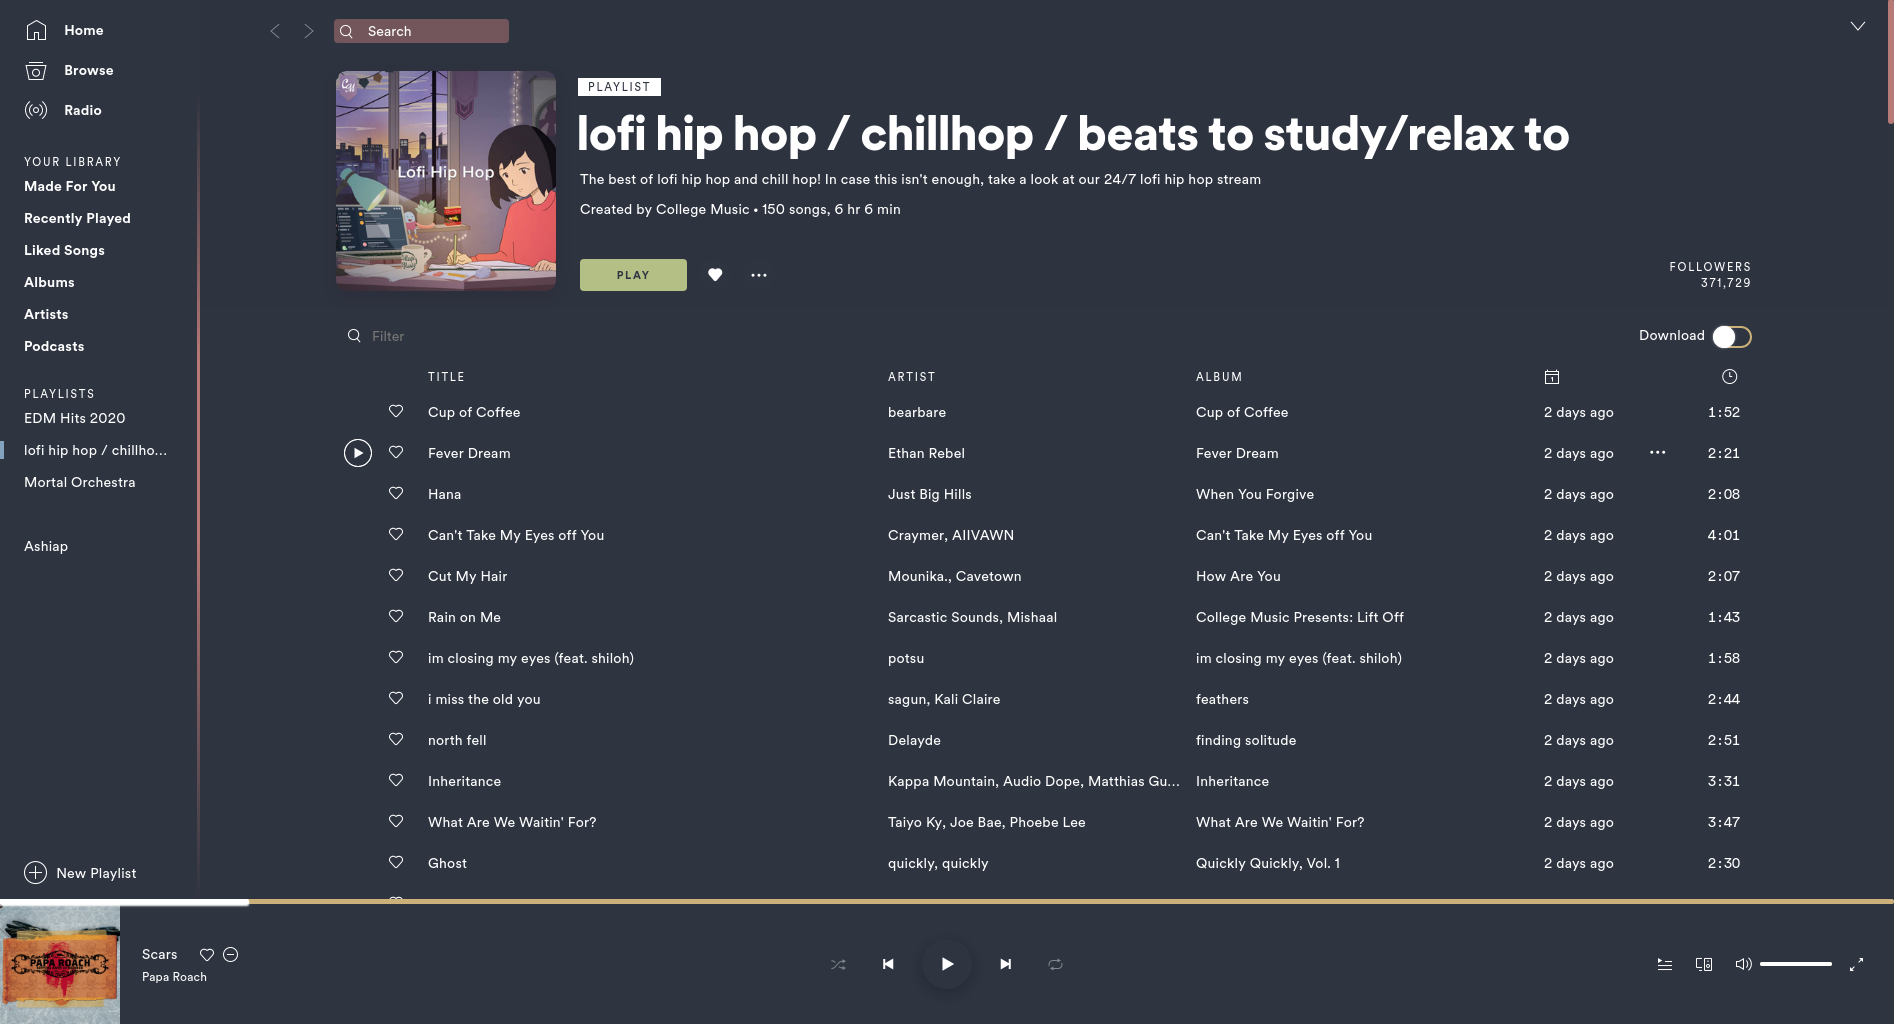 Home
Browse
Radio
YOUR LIBRARY
Made For You
Recently Played
Liked Songs
Albums
Artists
Podcasts
PLAYLISTS
EDM Hits 2020
lofi hip hop / chillho...
Mortal Orchestra
Ashiap
New Playlist
Search
CM
Lofi Hip Hop
PLAYLIST
lofi hip hop / chillhop / beats to study/relax to
The best of lofi hip hop and chill hop! In case this isn't enough, take a look at our 24/7 lofi hip hop stream
Created by College Music • 150 songs, 6 hr 6 min
PLAY
FOLLOWERS
371,729
Filter
Download
TITLE ARTIST ALBUM
Cup of Coffee bearbare Cup of Coffee 2 days ago 1:52
Fever Dream Ethan Rebel Fever Dream 2 days ago 2:21
Hana Just Big Hills When You Forgive 2 days ago 2:08
Can't Take My Eyes off You Craymer, AIIVAWN Can't Take My Eyes off You 2 days ago 4:01
Cut My Hair Mounika., Cavetown How Are You 2 days ago 2:07
Rain on Me Sarcastic Sounds, Mishaal College Music Presents: Lift Off 2 days ago 1:43
im closing my eyes (feat. shiloh) potsu im closing my eyes (feat. shiloh) 2 days ago 1:58
i miss the old you sagun, Kali Claire feathers 2 days ago 2:44
north fell Delayde finding solitude 2 days ago 2:51
Inheritance Kappa Mountain, Audio Dope, Matthias Gu... Inheritance 2 days ago 3:31
What Are We Waitin' For? Taiyo Ky, Joe Bae, Phoebe Lee What Are We Waitin' For? 2 days ago 3:47
Ghost quickly, quickly Quickly Quickly, Vol. 1 2 days ago 2:30
PAPA ROACH
Scars
Papa Roach